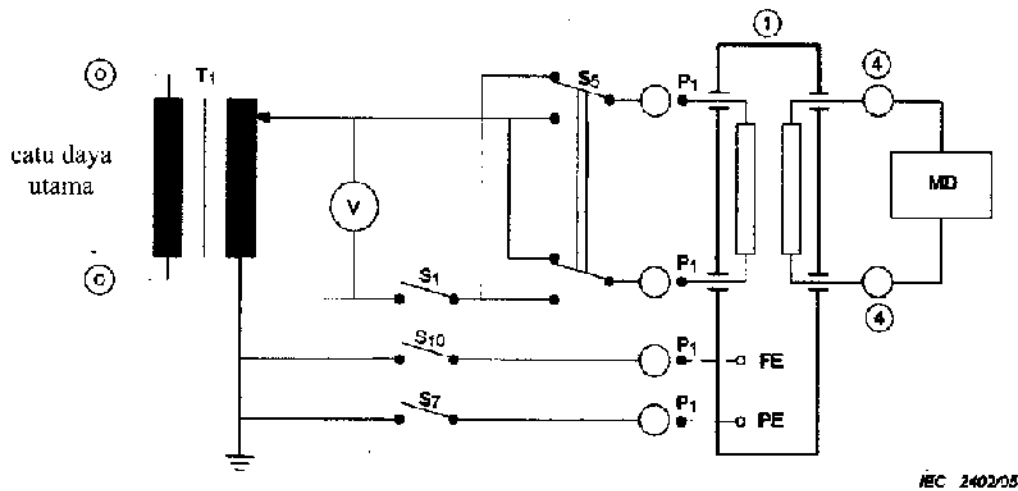 1
O T1 S5 P1 4
catu daya
utama
V MD
O S1 P1
4
S10 P1 FE
S7 P1 PE
IEC 2402/05